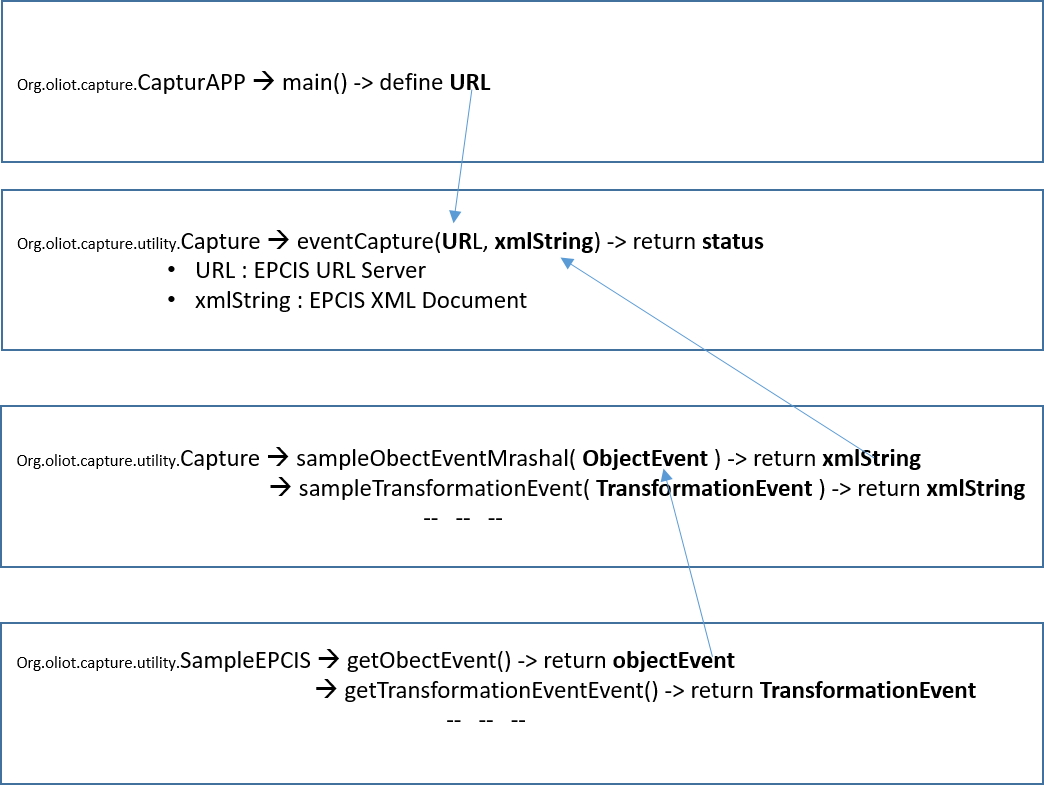 Org.oliot.capture.CapturAPP → main() -> define URL
Org.oliot.capture.utility.Capture → eventCapture(URL, xmlString) -> return status
• URL : EPCIS URL Server
• xmlString : EPCIS XML Document
Org.oliot.capture.utility.Capture → sampleObectEventMrashal( ObjectEvent ) -> return xmlString
→ sampleTransformationEvent( TransformationEvent ) -> return xmlString
-- -- --
Org.oliot.capture.utility.SampleEPCIS → getObectEvent() -> return objectEvent
→ getTransformationEventEvent() -> return TransformationEvent
-- -- --